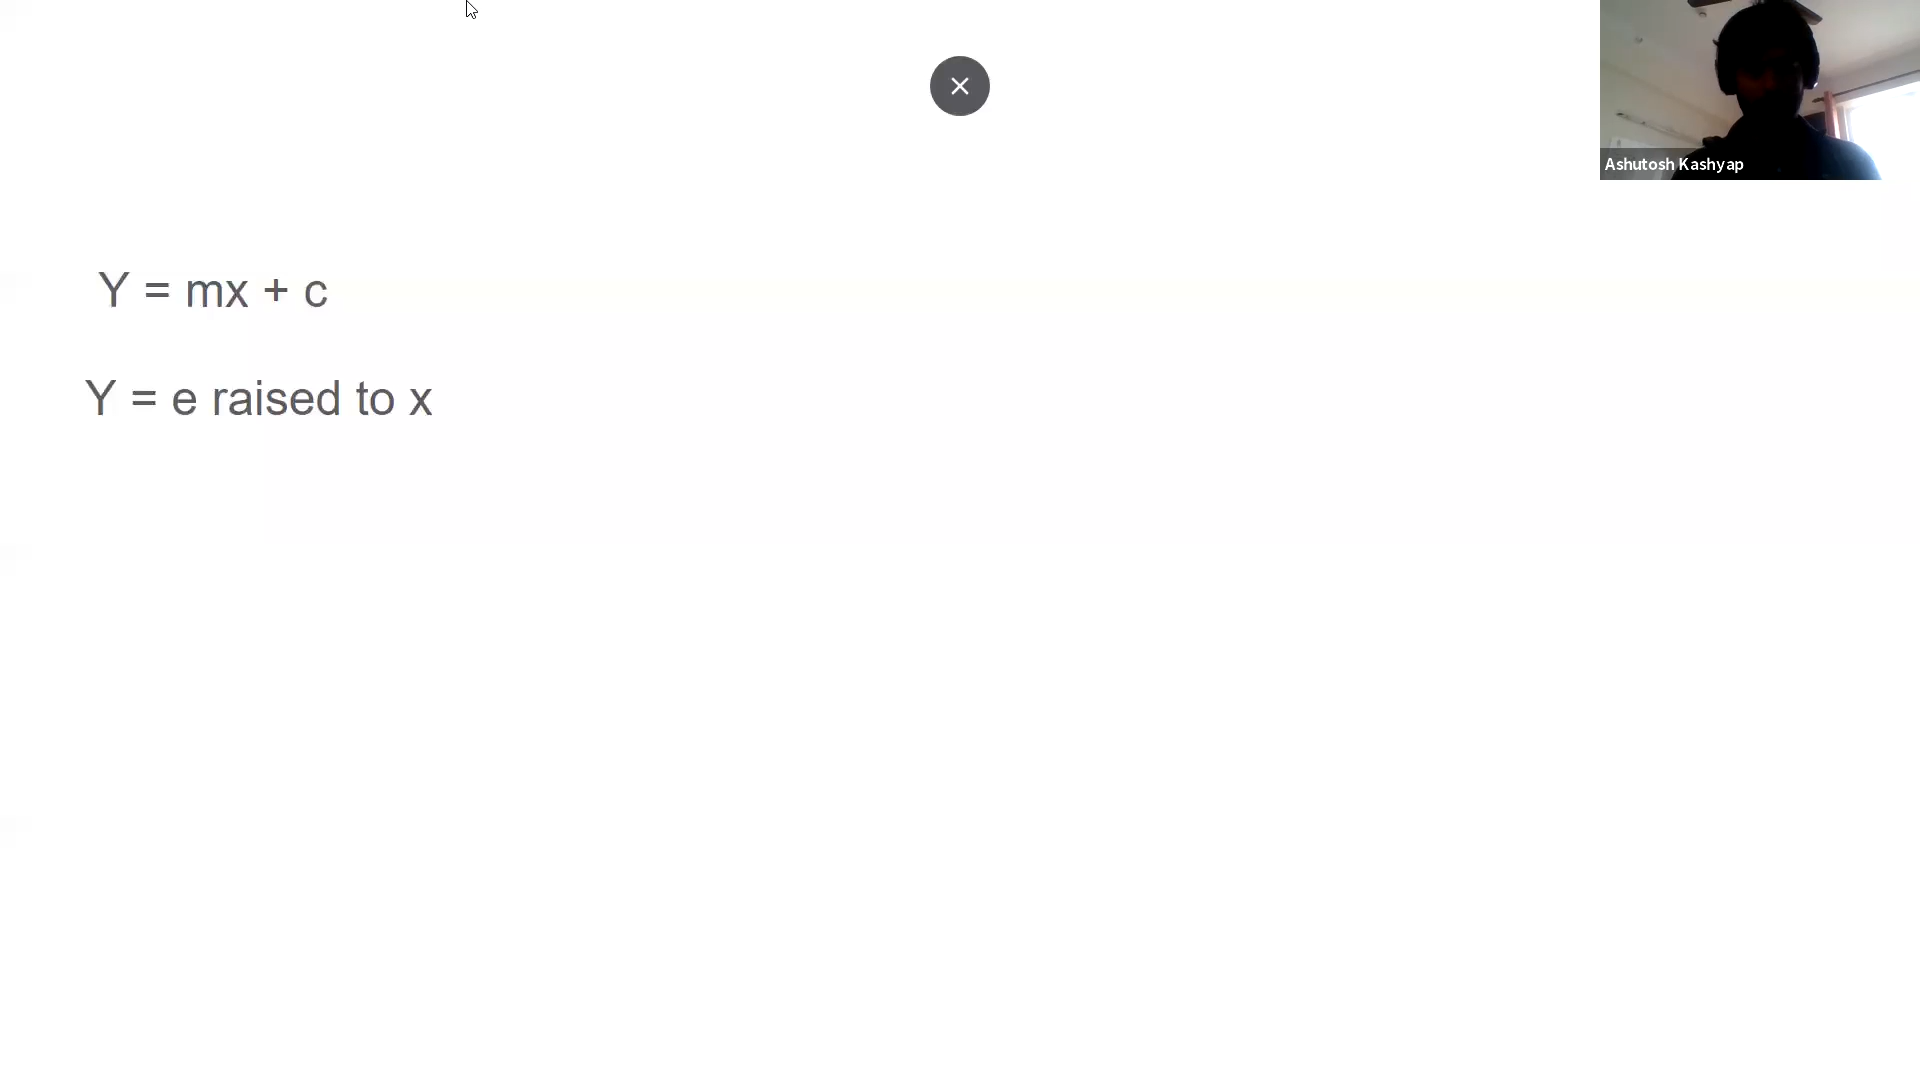 Ashutosh Kashyap
Y = mx + c
Y = e raised to x